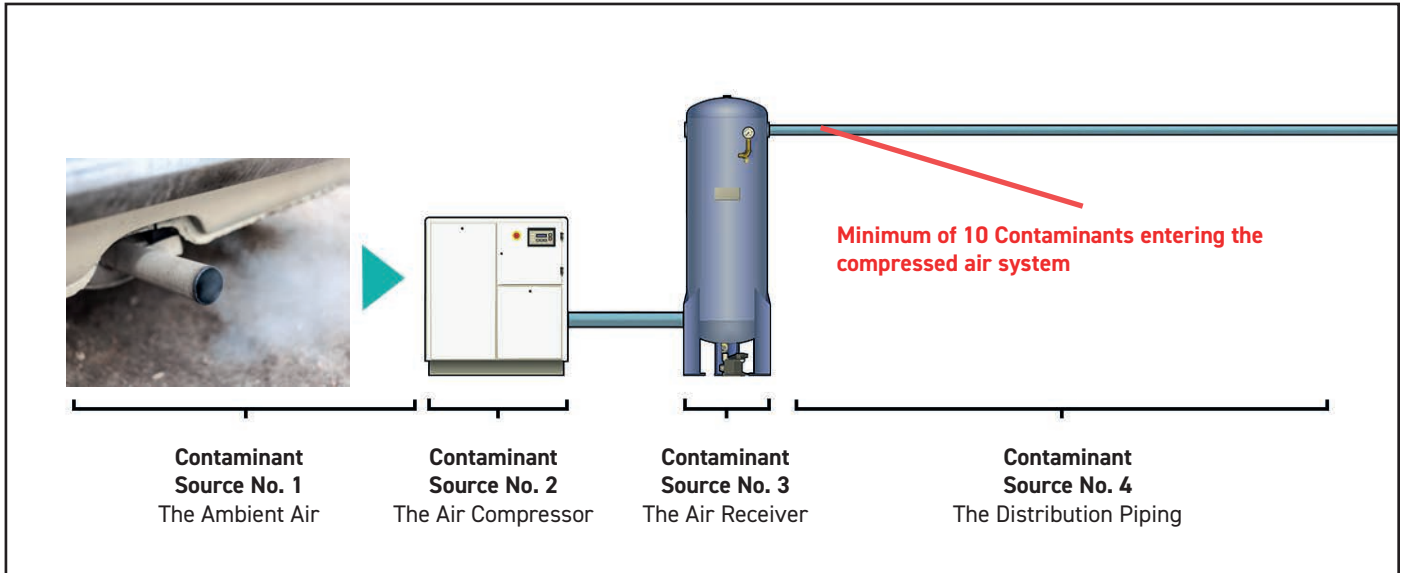 Minimum of 10 Contaminants entering the
compressed air system
Contaminant
Source No. 1
The Ambient Air
Contaminant
Source No. 2
The Air Compressor
Contaminant
Source No. 3
The Air Receiver
Contaminant
Source No. 4
The Distribution Piping